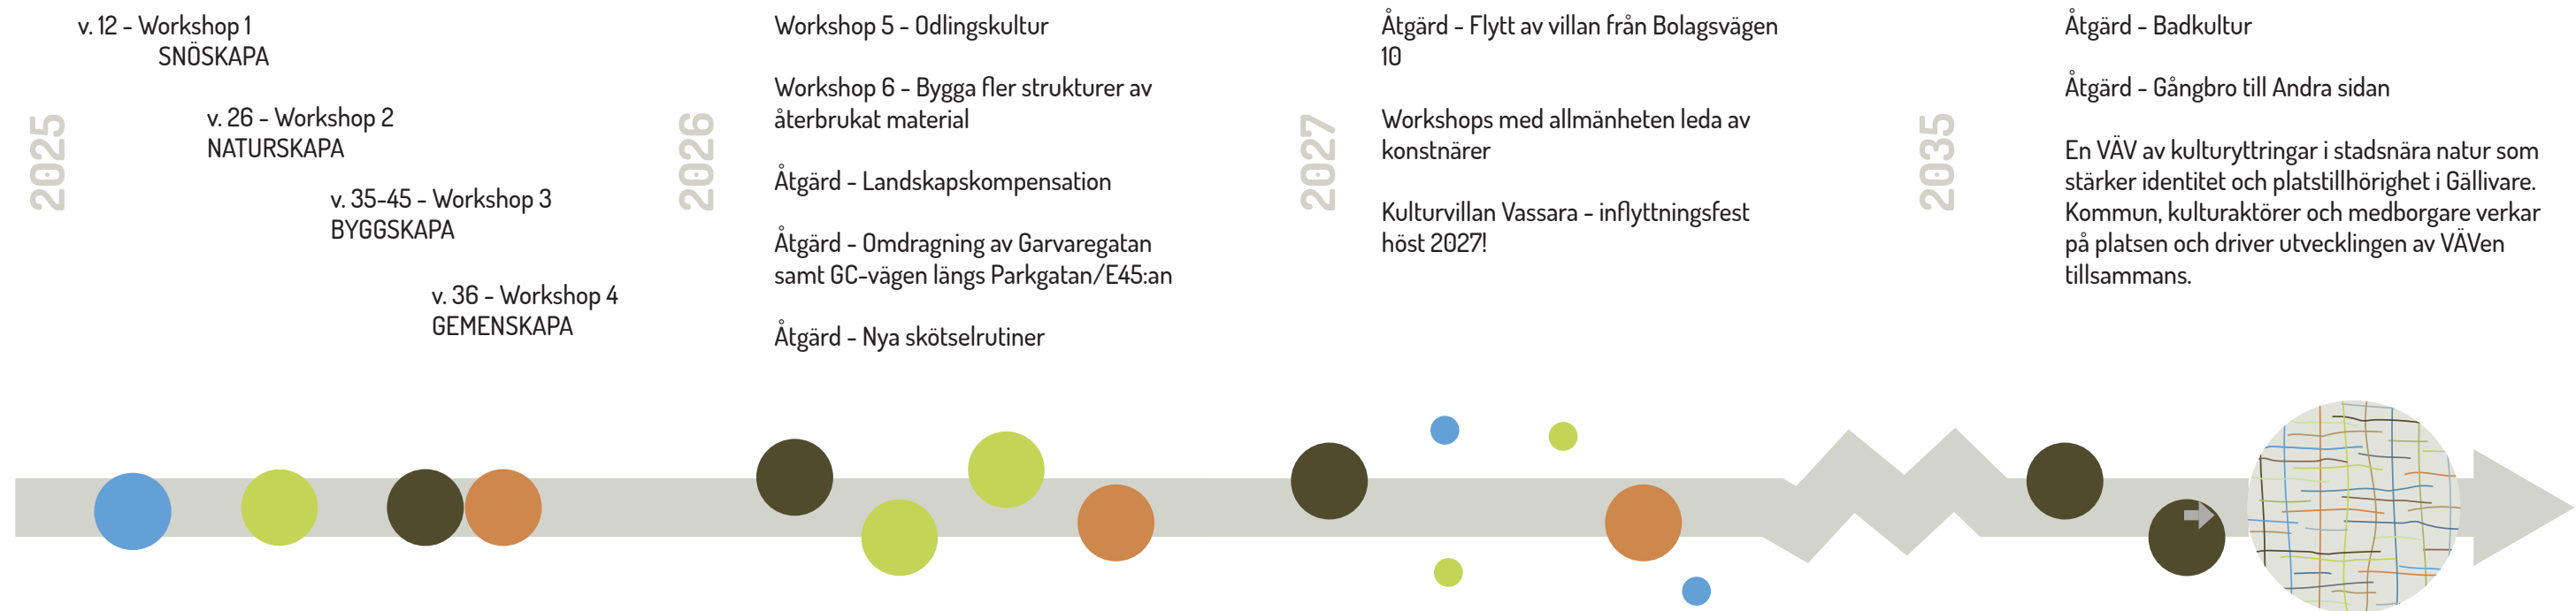 2025
v. 12 - Workshop 1
SNÖSKAPA
v. 26 - Workshop 2
NATURSKAPA
v. 35-45 - Workshop 3
BYGGSKAPA
v. 36 - Workshop 4
GEMENSKAPA
2026
Workshop 5 - Odlingskultur
Workshop 6 - Bygga fler strukturer av
återbrukat material
Åtgärd - Landskapskompensation
Åtgärd - Omdragning av Garvaregatan
samt GC-vägen längs Parkgatan/E45:an
Åtgärd - Nya skötselrutiner
2027
Åtgärd - Flytt av villan från Bolagsvägen
10
Workshops med allmänheten leda av
konstnärer
Kulturvillan Vassara - inflyttningsfest
höst 2027!
2035
Åtgärd - Badkultur
Åtgärd - Gångbro till Andra sidan
En VÄV av kulturyttringar i stadsnära natur som
stärker identitet och platstillhörighet i Gällivare.
Kommun, kulturaktörer och medborgare verkar
på platsen och driver utvecklingen av VÄVen
tillsammans.